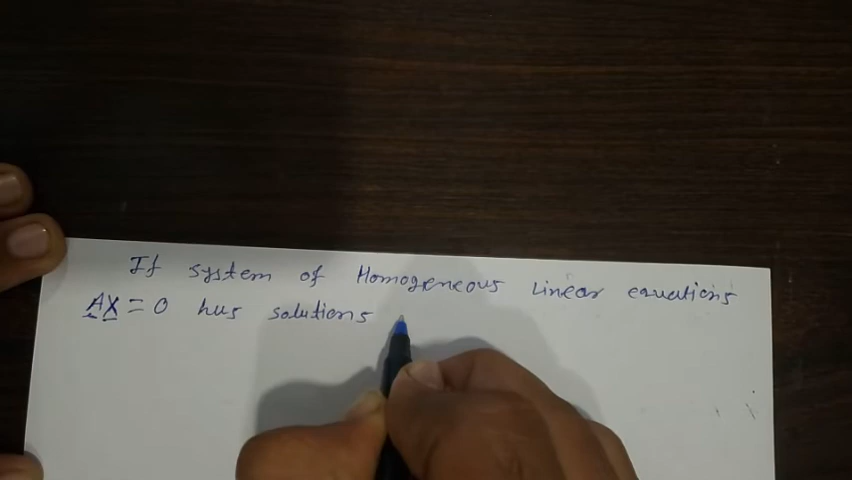 If system of Homogeneous Linear equations
AX = 0 has solutions